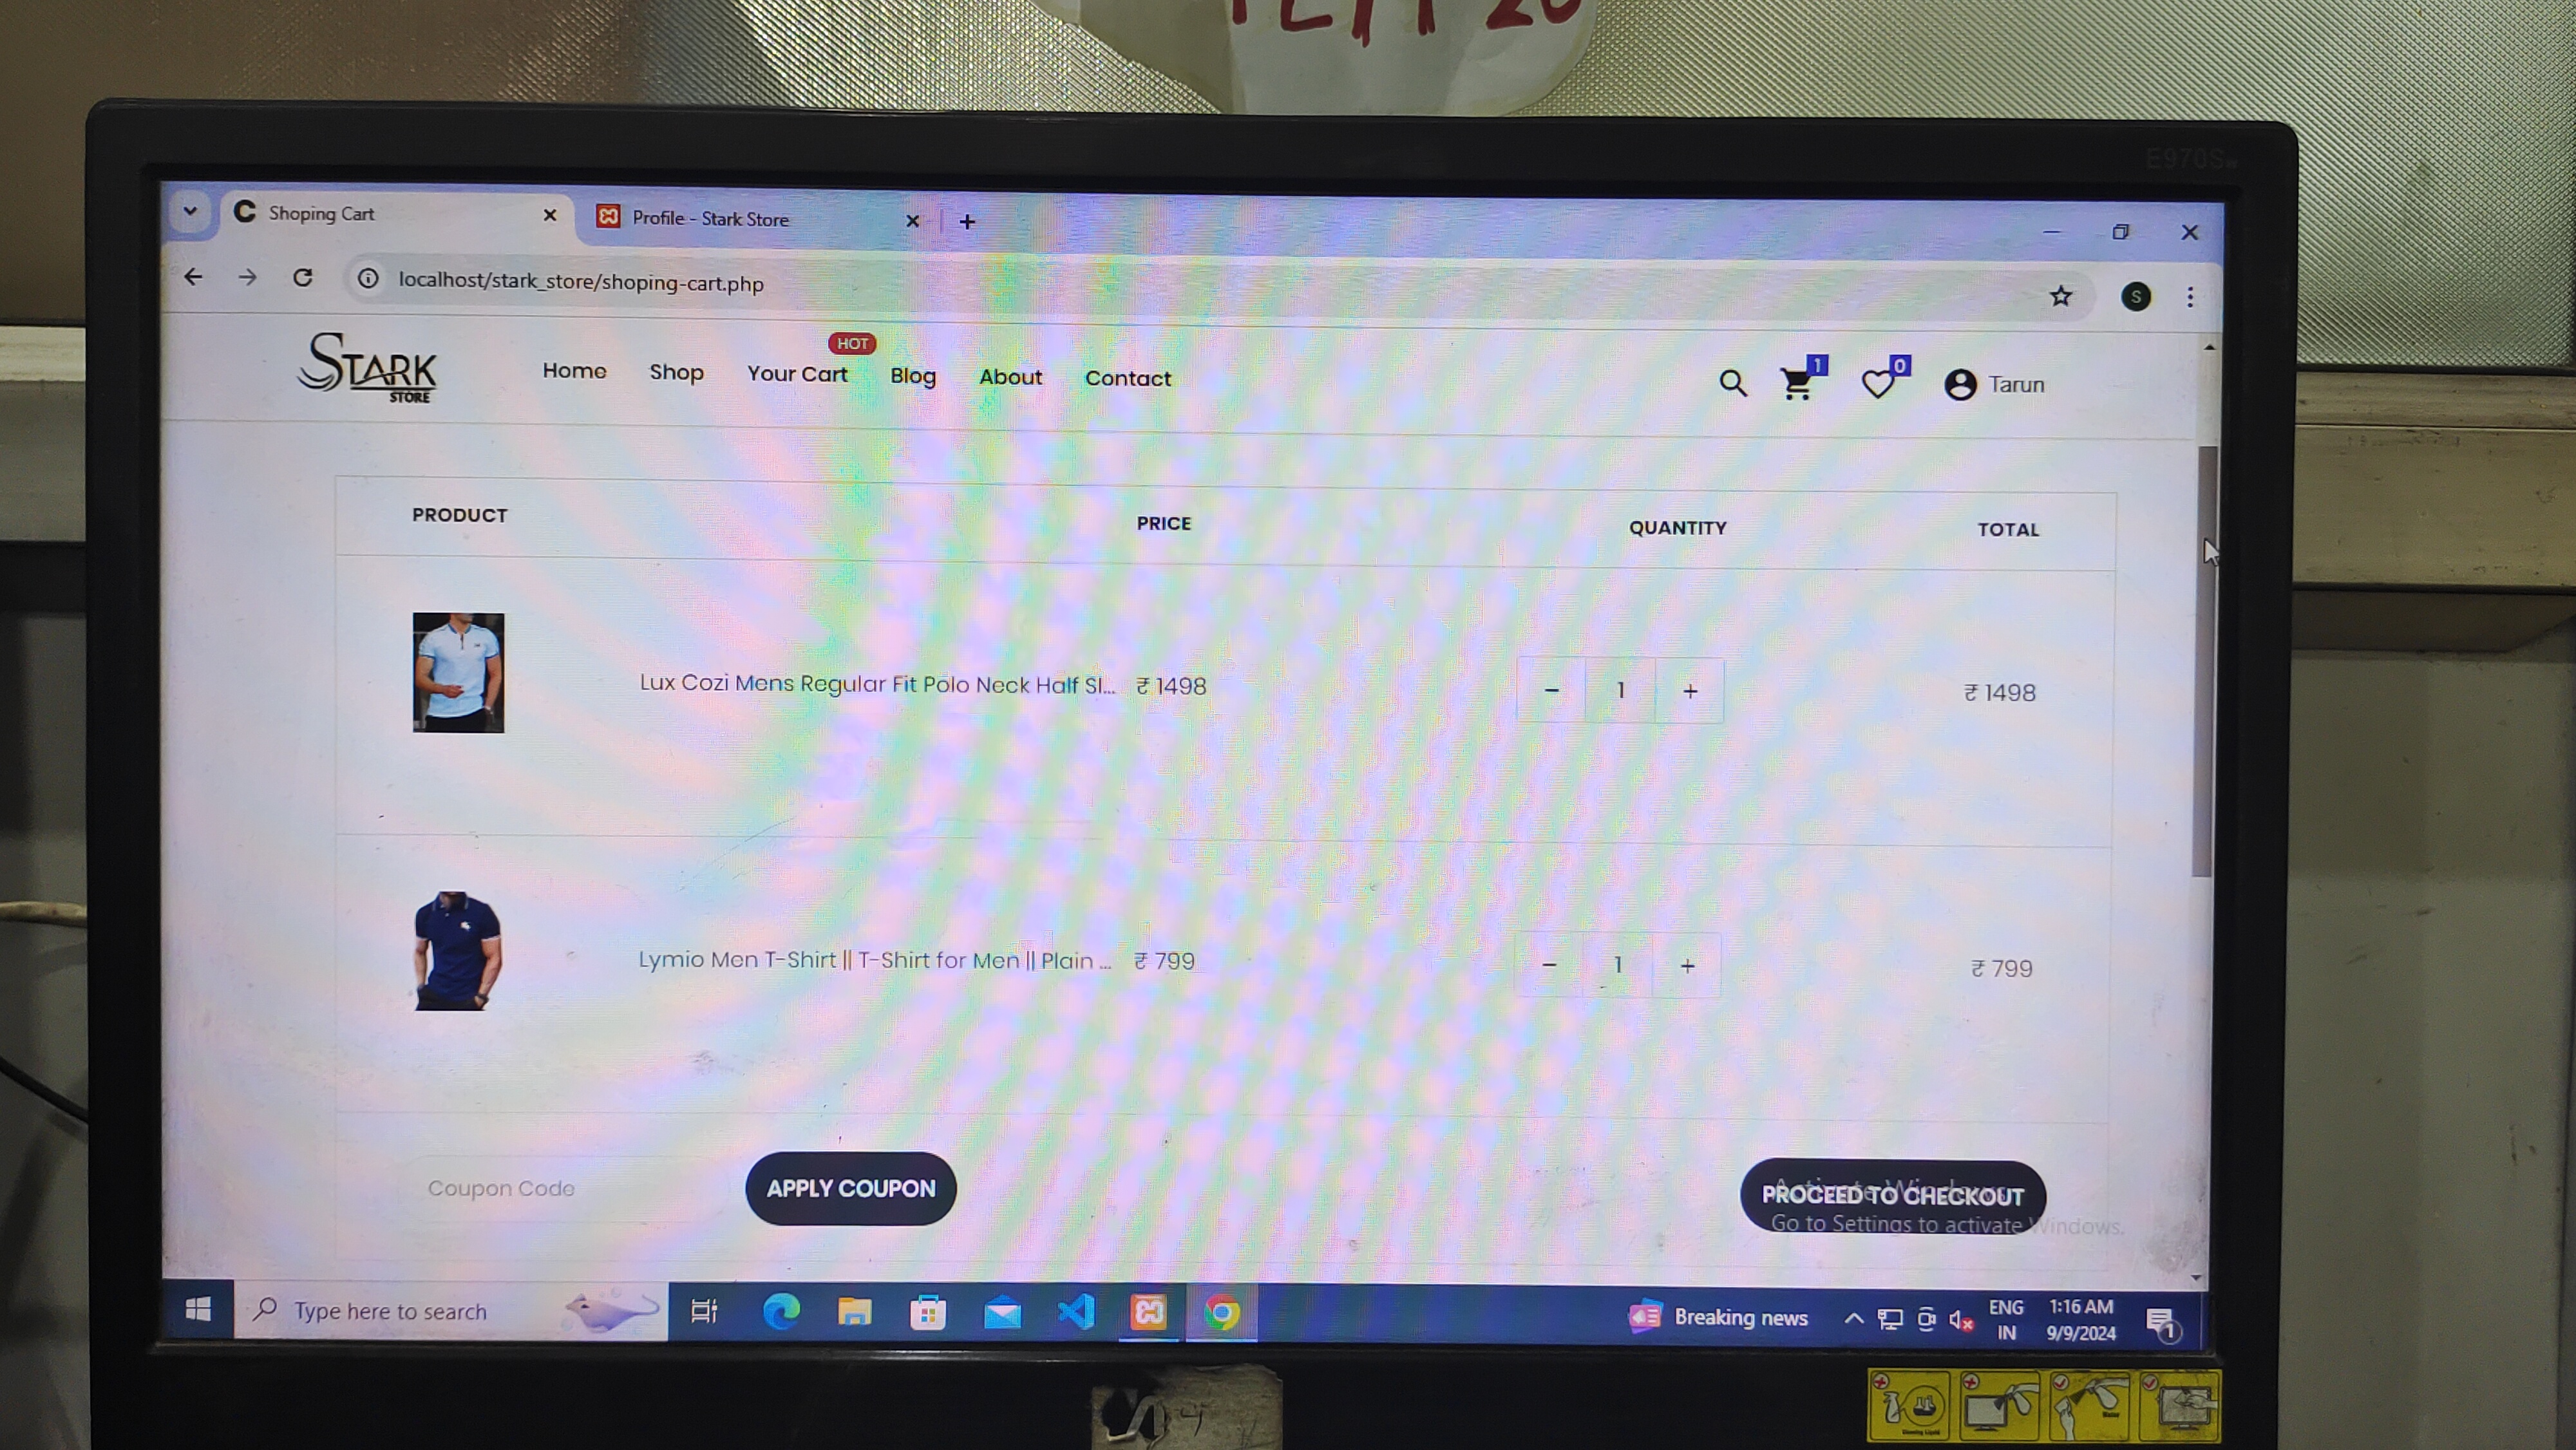 E970Sw
Shoping Cart
Profile - Stark Store
localhost/stark_store/shoping-cart.php
S
STARK
STORE
Home
Shop
Your Cart
HOT
Blog
About
Contact
1
0
Tarun
PRODUCT
PRICE
QUANTITY
TOTAL
Lux Cozi Mens Regular Fit Polo Neck Half Sl... ₹ 1498
− 1 +
₹ 1498
Lymio Men T-Shirt || T-Shirt for Men || Plain ... ₹ 799
− 1 +
₹ 799
Coupon Code
APPLY COUPON
PROCEED TO CHECKOUT
Activate Windows
Go to Settings to activate Windows.
Type here to search
Breaking news
ENG
IN
1:16 AM
9/9/2024
1